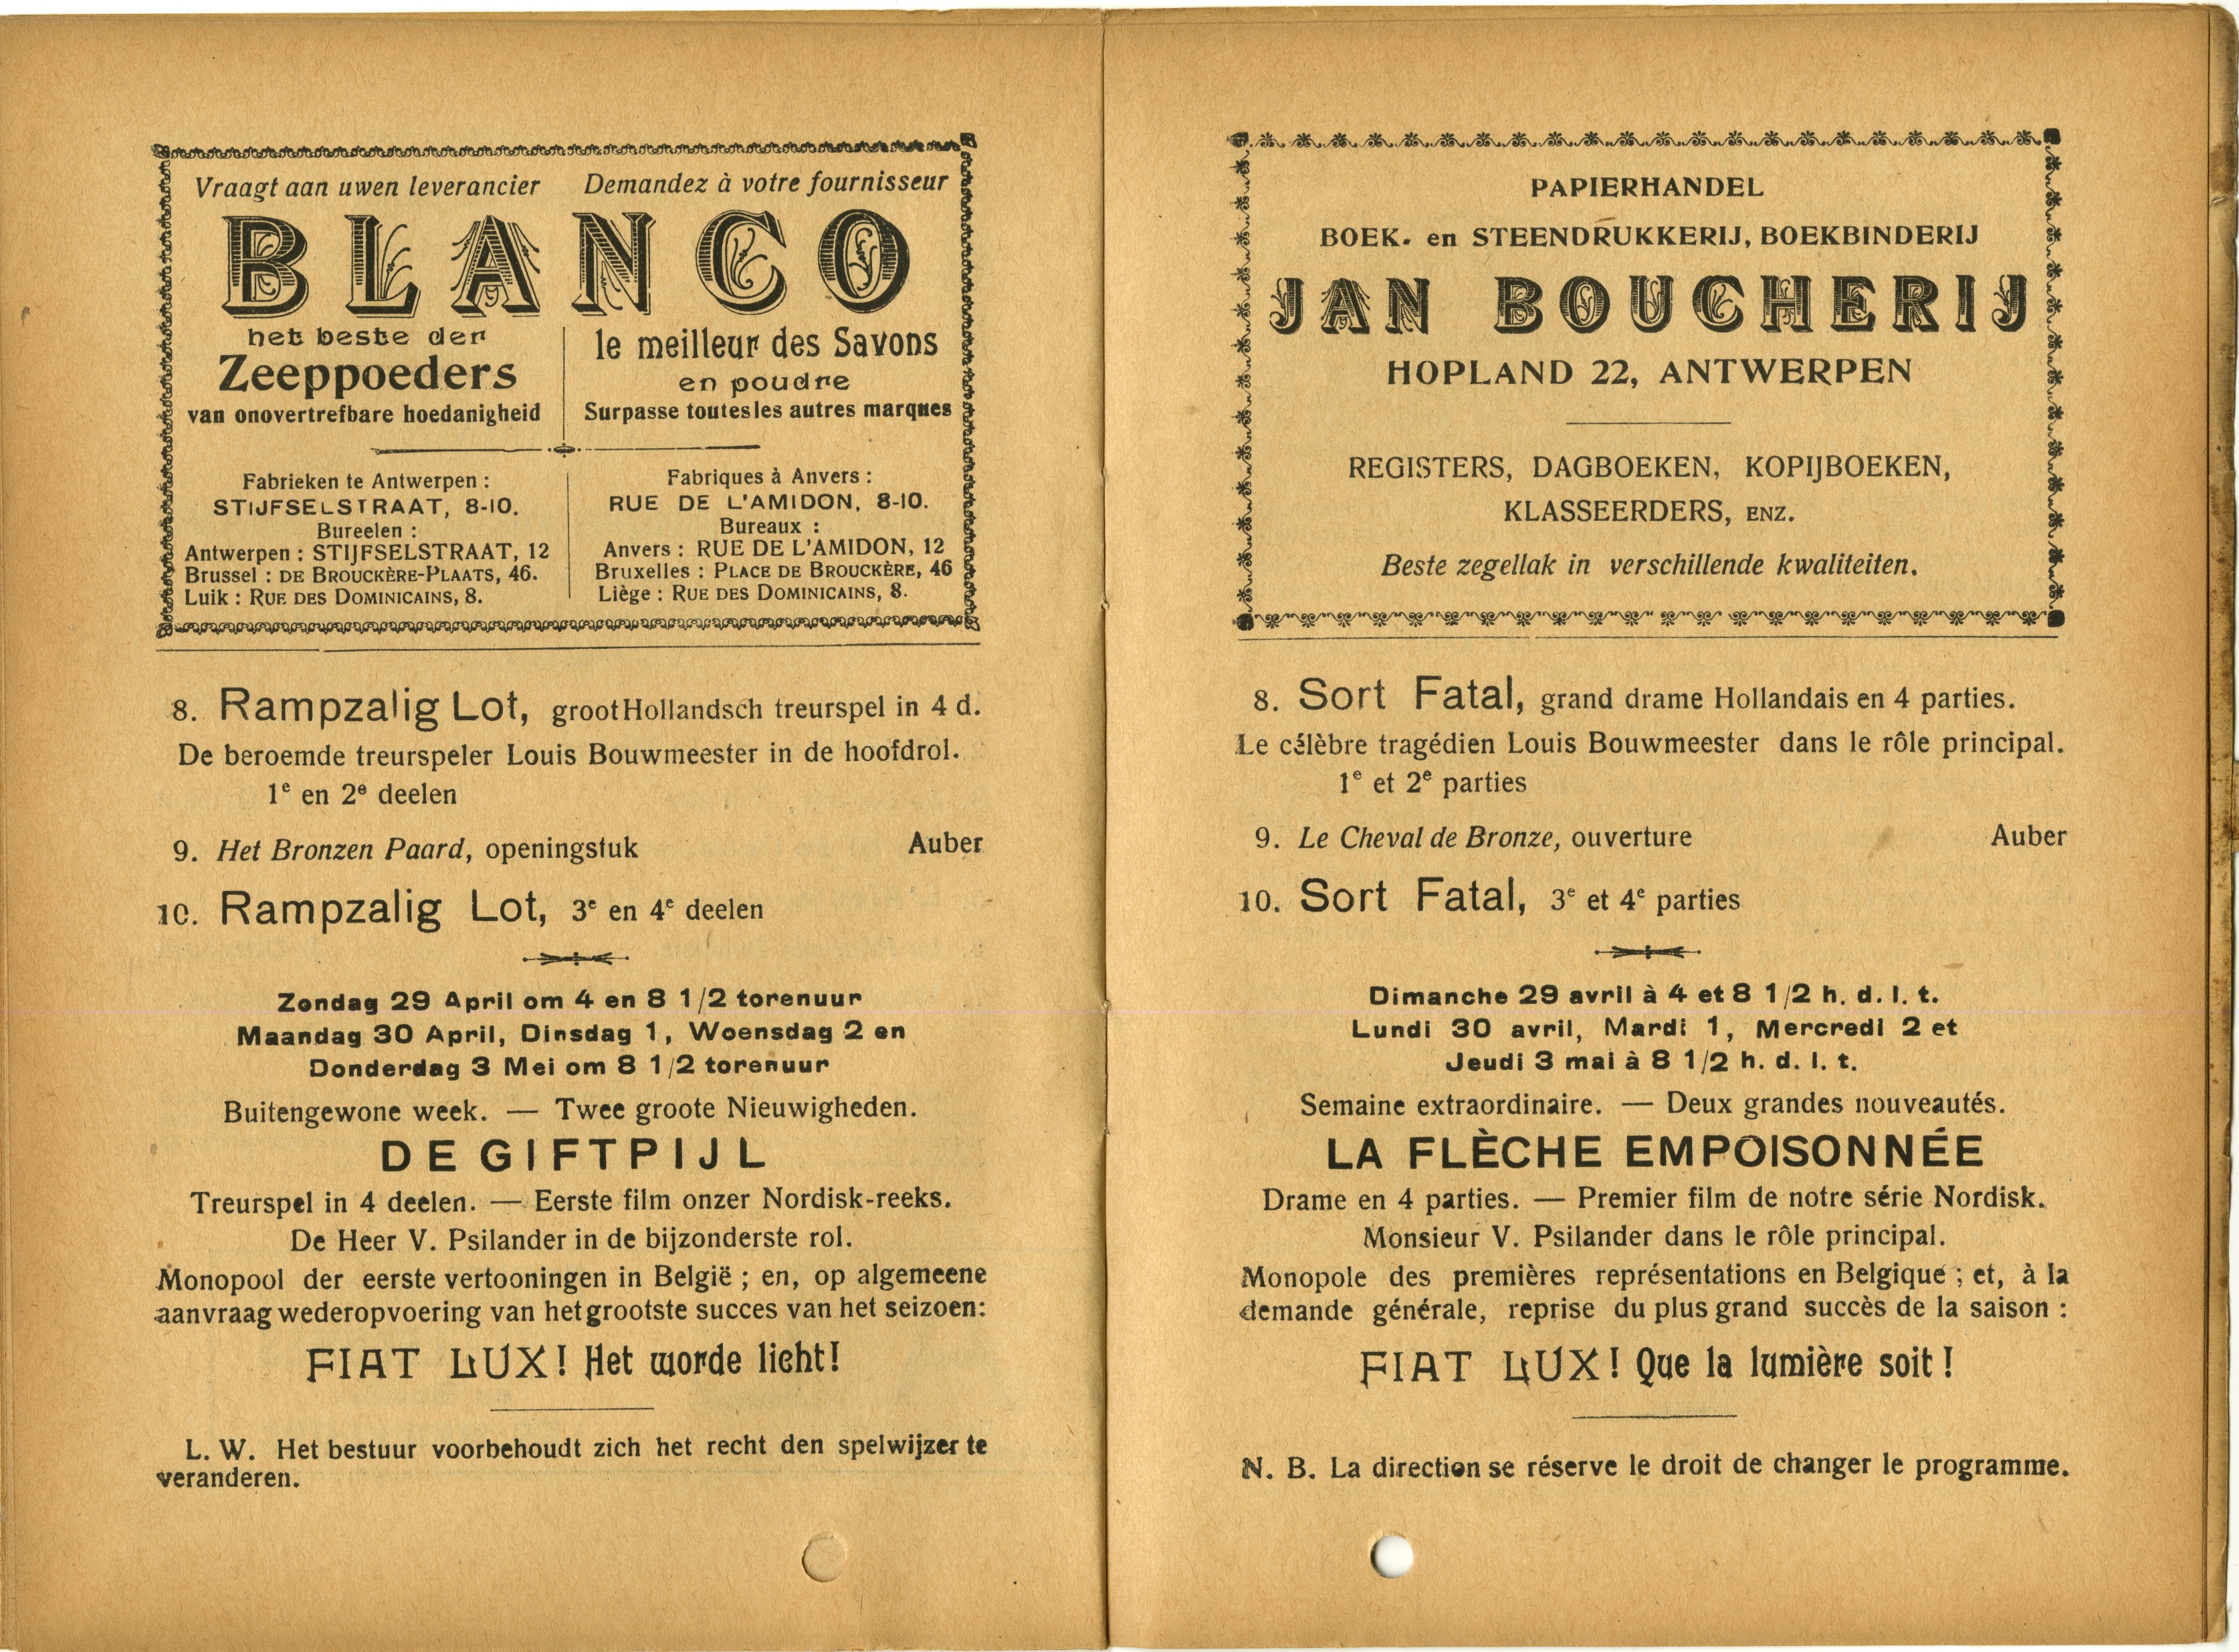 Vraagt aan uwen leverancier
Demandez à votre fournisseur
BLANCO
het beste der
Zeeppoeders
van onovertrefbare hoedanigheid
le meilleur des Savons
en poudre
Surpasse toutes les autres marques
Fabrieken te Antwerpen :
STIJFSELSTRAAT, 8-10.
Bureelen :
Antwerpen : STIJFSELSTRAAT, 12
Brussel : DE BROUCKÈRE-PLAATS, 46.
Luik : RUE DES DOMINICAINS, 8.
Fabriques à Anvers :
RUE DE L'AMIDON, 8-10.
Bureaux :
Anvers : RUE DE L'AMIDON, 12
Bruxelles : PLACE DE BROUCKÈRE, 46
Liège : RUE DES DOMINICAINS, 8.
8. Rampzalig Lot, groot Hollandsch treurspel in 4 d.
De beroemde treurspeler Louis Bouwmeester in de hoofdrol.
1e en 2e deelen
9. Het Bronzen Paard, openingstuk Auber
10. Rampzalig Lot, 3e en 4e deelen
Zondag 29 April om 4 en 8 1/2 torenuur
Maandag 30 April, Dinsdag 1, Woensdag 2 en
Donderdag 3 Mei om 8 1/2 torenuur
Buitengewone week. — Twee groote Nieuwigheden.
DE GIFTPIJL
Treurspel in 4 deelen. — Eerste film onzer Nordisk-reeks.
De Heer V. Psilander in de bijzonderste rol.
Monopool der eerste vertooningen in België ; en, op algemeene
aanvraag wederopvoering van het grootste succes van het seizoen:
FIAT LUX! Het worde licht!
L. W. Het bestuur voorbehoudt zich het recht den spelwijzer te
veranderen.
PAPIERHANDEL
BOEK- en STEENDRUKKERIJ, BOEKBINDERIJ
JAN BOUCHERIJ
HOPLAND 22, ANTWERPEN
REGISTERS, DAGBOEKEN, KOPIJBOEKEN,
KLASSEERDERS, ENZ.
Beste zegellak in verschillende kwaliteiten.
8. Sort Fatal, grand drame Hollandais en 4 parties.
Le célèbre tragédien Louis Bouwmeester dans le rôle principal.
1e et 2e parties
9. Le Cheval de Bronze, ouverture Auber
10. Sort Fatal, 3e et 4e parties
Dimanche 29 avril à 4 et 8 1/2 h. d. l. t.
Lundi 30 avril, Mardi 1, Mercredi 2 et
Jeudi 3 mai à 8 1/2 h. d. l. t.
Semaine extraordinaire. — Deux grandes nouveautés.
LA FLÈCHE EMPOISONNÉE
Drame en 4 parties. — Premier film de notre série Nordisk.
Monsieur V. Psilander dans le rôle principal.
Monopole des premières représentations en Belgique ; et, à la
demande générale, reprise du plus grand succès de la saison :
FIAT LUX! Que la lumière soit !
N. B. La direction se réserve le droit de changer le programme.